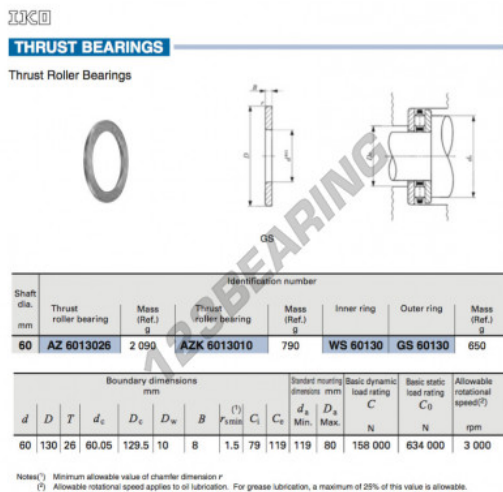 IKO
THRUST BEARINGS
Thrust Roller Bearings
B
r
D
GS
123BEARING
Identification number
Shaft dia. mm | Thrust roller bearing | Mass (Ref.) g | Thrust roller bearing | Mass (Ref.) g | Inner ring | Outer ring | Mass (Ref.) g
60 AZ 6013026 2 090 AZK 6013010 790 WS 60130 GS 60130 650
Boundary dimensions mm | Standard mounting dimensions mm | Basic dynamic load rating C N | Basic static load rating C0 N | Allowable rotational speed(2) rpm
d D T dc Dc Dw B rsmin(1) Ci Ce da Min. Da Max.
60 130 26 60.05 129.5 10 8 1.5 79 119 119 80 158 000 634 000 3 000
Notes(1) Minimum allowable value of chamfer dimension r
(2) Allowable rotational speed applies to oil lubrication. For grease lubrication, a maximum of 25% of this value is allowable.